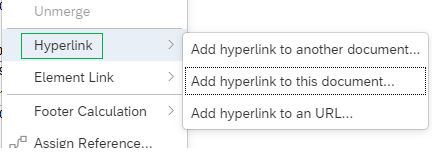 Unmerge
Hyperlink
Add hyperlink to another document...
Element Link
Add hyperlink to this document...
Footer Calculation
Add hyperlink to an URL...
Assign Reference...